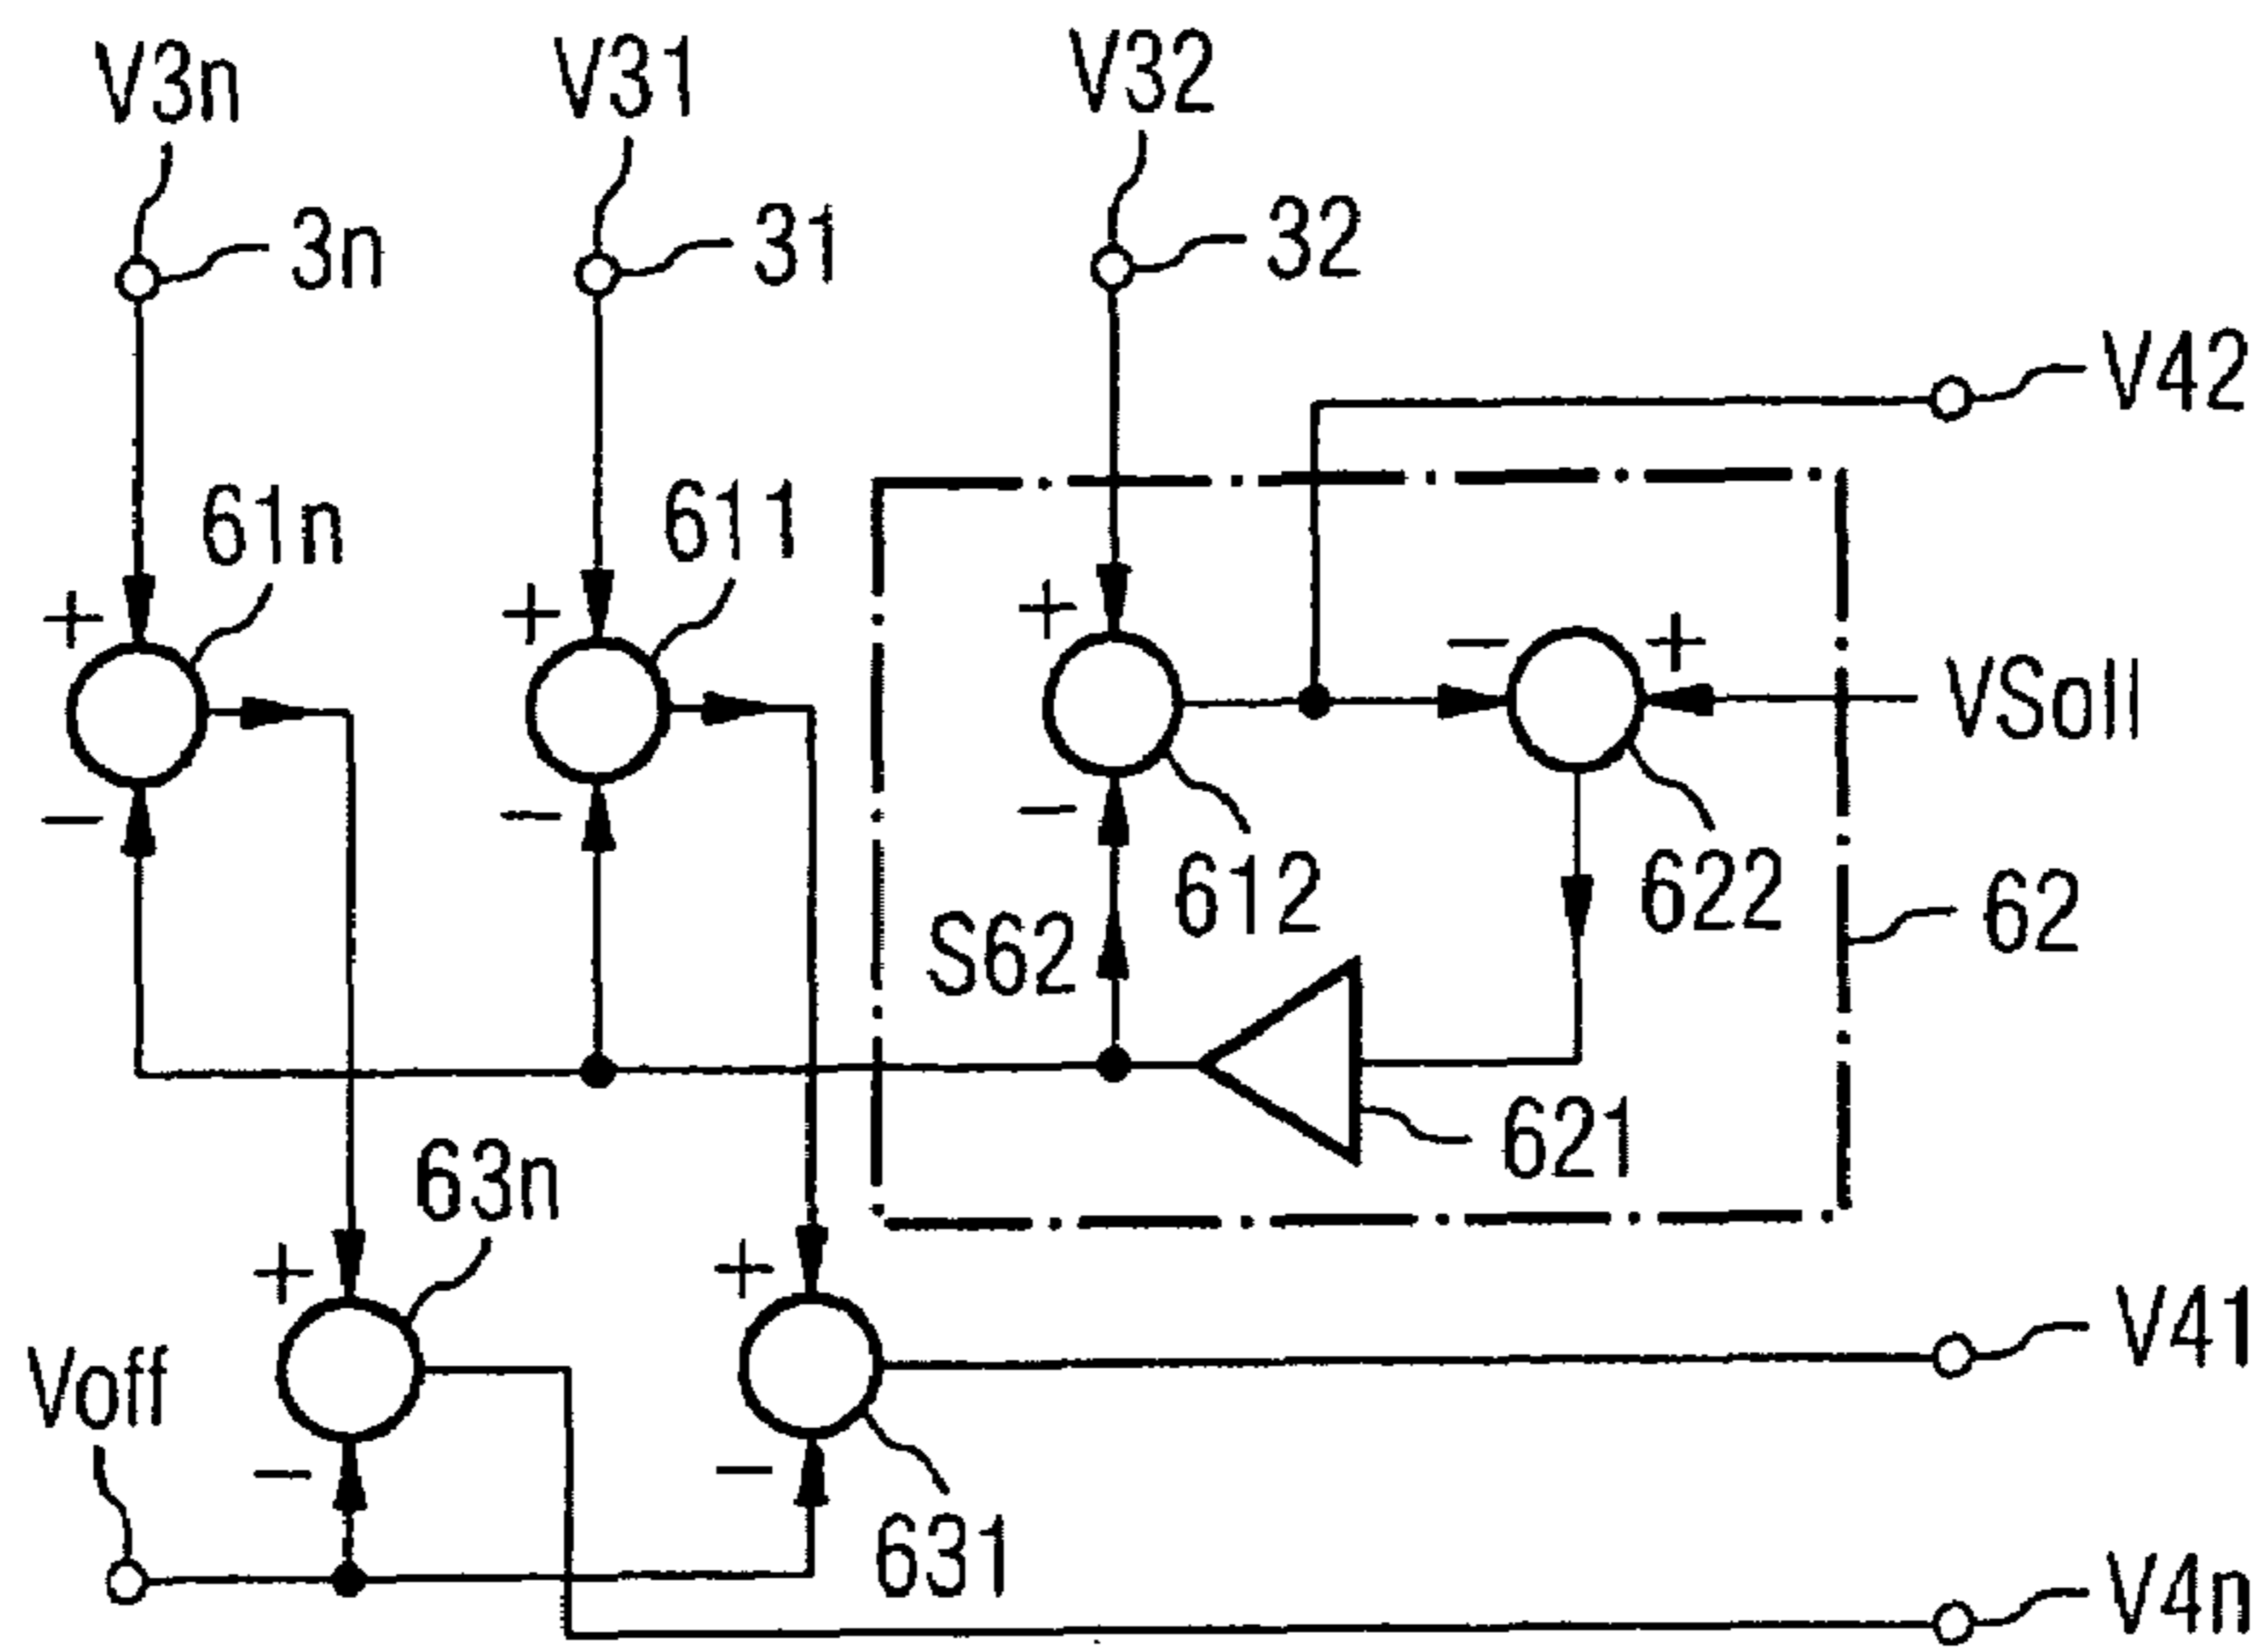 V3n
V31
V32
3n
31
32
V42
61n
611
+
+
+
−
+
VSoll
−
−
−
612
622
62
S62
621
63n
+
+
V41
Voff
−
−
631
V4n